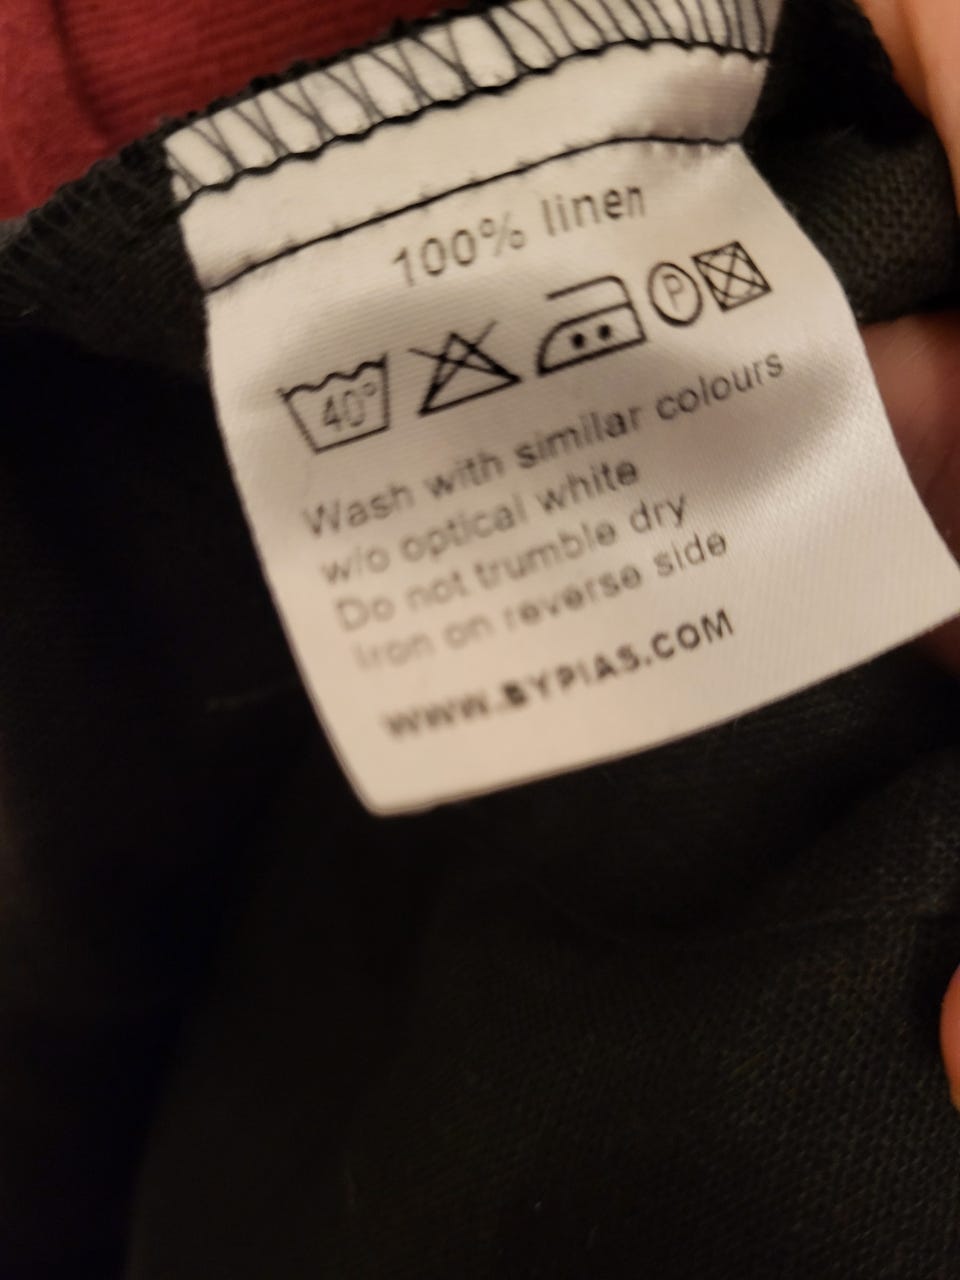 100% linen
40° P
Wash with similar colours
w/o optical white
Do not trumble dry
Iron on reverse side
WWW.BYPIAS.COM